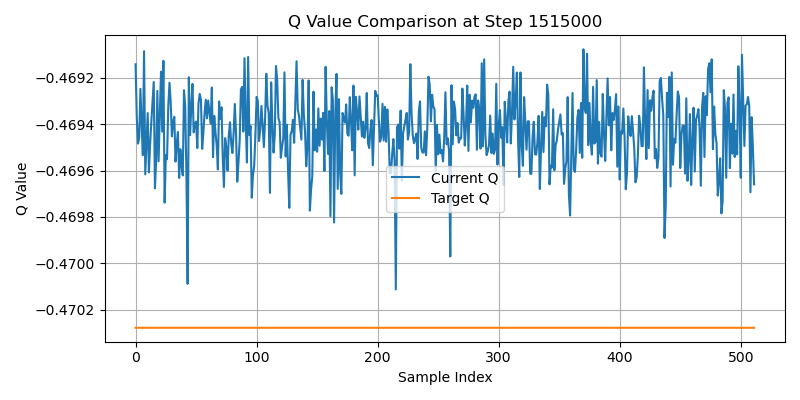 Q Value Comparison at Step 1515000
Q Value
−0.4692
−0.4694
−0.4696
−0.4698
−0.4700
−0.4702
Current Q
Target Q
0 100 200 300 400 500
Sample Index